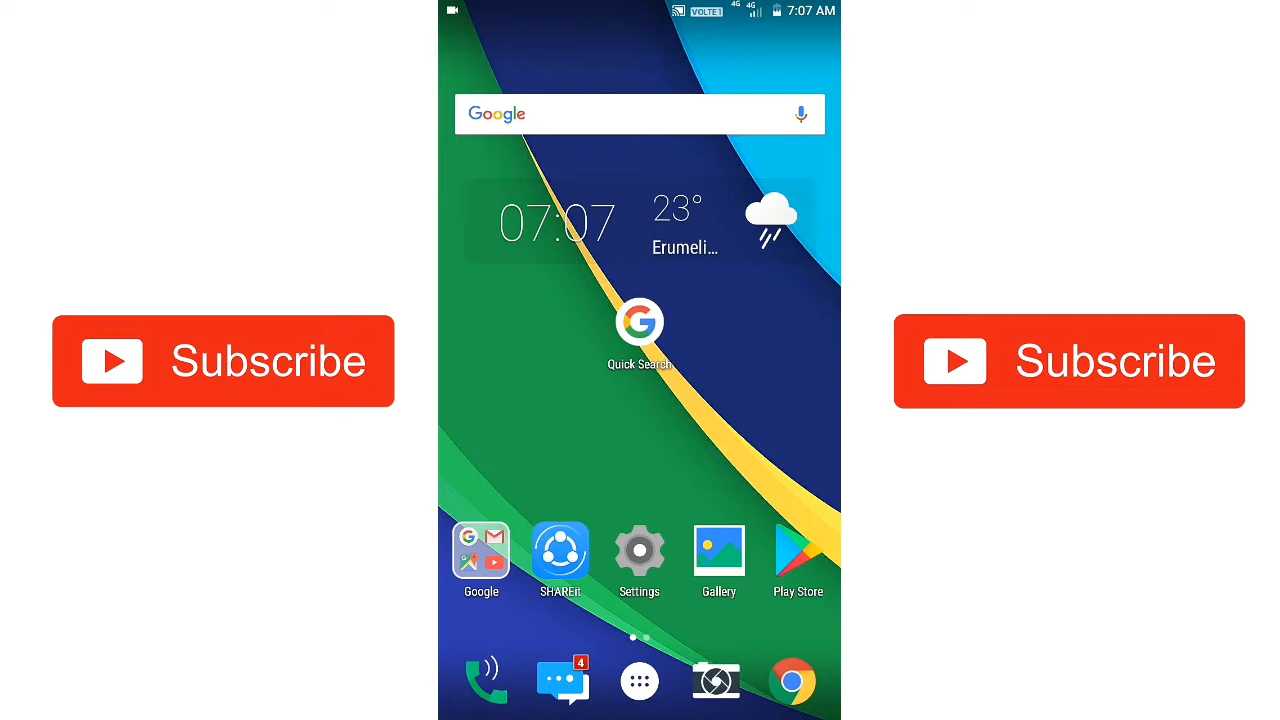 VOLTE 1 4G 4G 7:07 AM
Google
07:07
23°
Erumeli...
Quick Search
Subscribe
Subscribe
Google SHAREit Settings Gallery Play Store
4